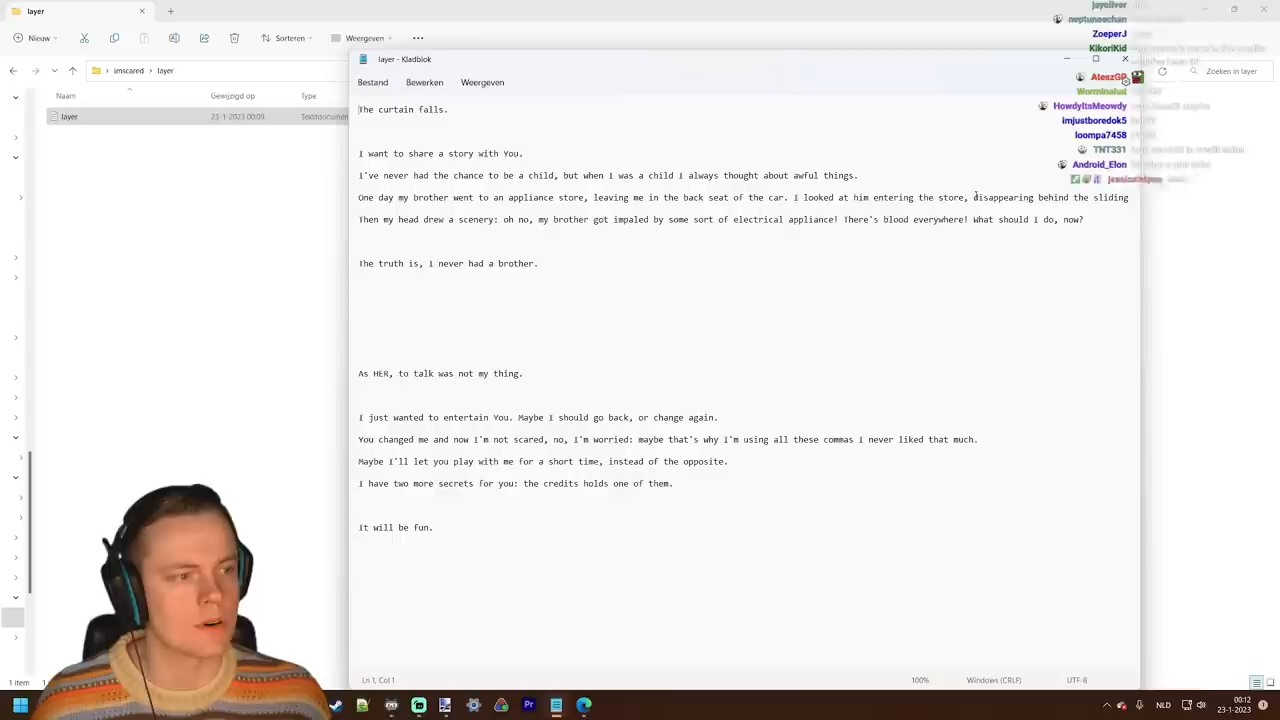 layer
Nieuw
Sorteren
Weergeven
imscared
layer
Zoeken in layer
Naam
Gewijzigd op
Type
layer
23-1-2023 00:09
Tekstdocument
layer - Kladblok
Bestand
Bewerken
Weergeven
The curtain falls.
I want to share a memory with You.
I've never been a child, but when I was a child I always thought about awful things.
Once my brother went to an appliance store, leaving me in the back seat of the car. I looked at him entering the store, disappearing behind the sliding
Then my head drew a scenery: oh no, my brother got impaled by some sort of electrical appliance! There's blood everywhere! What should I do, now?
The truth is, I never had a brother.
As HER, to talk was not my thing.
I just wanted to entertain You. Maybe I should go back, or change again.
You changed me and now I'm not scared, no, I'm worried: maybe that's why I'm using all these commas I never liked that much.
Maybe I'll let you play with me for a short time, instead of the opposite.
I have two more secrets for you: the credits holds one of them.
It will be fun.
Ln 1, Col 1
100%
Windows (CRLF)
UTF-8
jayoliver
neptuneechan
ZoeperJ
KikoriKid
AteszGP
Worminahat
HowdyItsMeowdy
imjustboredok5
loompa7458
TNT331
Android_Elon
1 item
NLD
00:12
23-1-2023